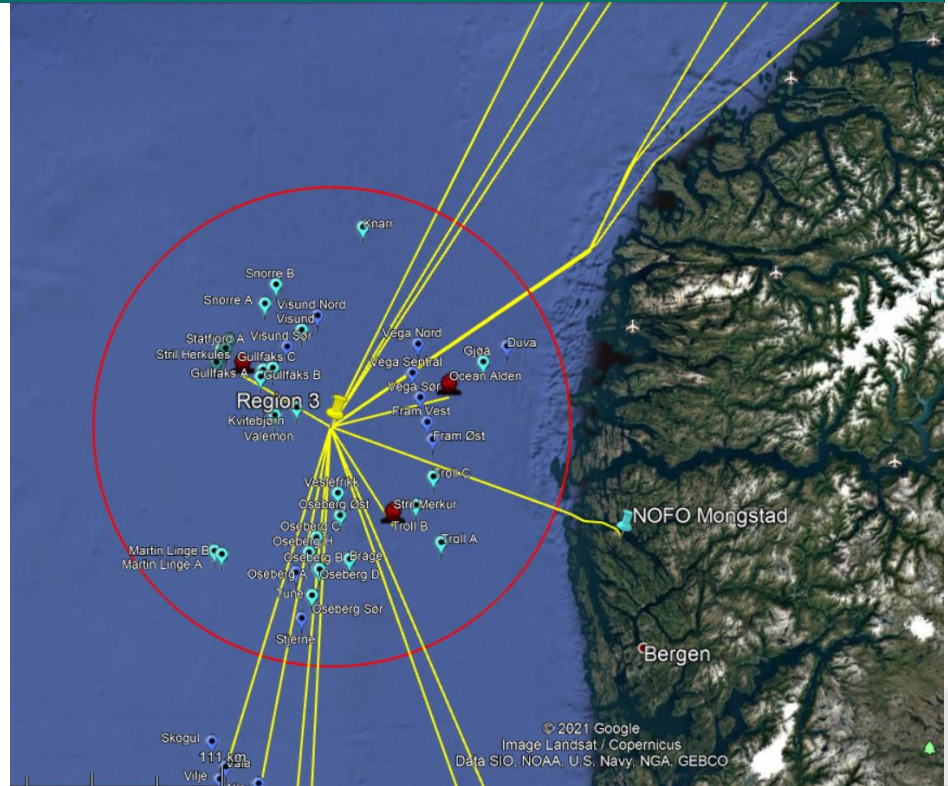 Knarr
Snorre B
Snorre A
Visund Nord
Visund
Statfjord A
Visund Sør
Vega Nord
Duva
Stril Herkules
Gullfaks C
Gjøa
Vega Sentral
Gullfaks A
Gullfaks B
Ocean Alden
Vega Sør
Region 3
Fram Vest
Kvitebjørn
Valemon
Fram Øst
Troll C
Veslefrikk
Oseberg Øst
Stril Merkur
NOFO Mongstad
Oseberg C
Troll B
Oseberg H
Troll A
Martin Linge B
Oseberg B
Brage
Martin Linge A
Oseberg A
Oseberg D
Tune
Oseberg Sør
Stjerne
Bergen
© 2021 Google
Image Landsat / Copernicus
Data SIO, NOAA, U.S. Navy, NGA, GEBCO
Skogul
111 km
Vale
Vilje